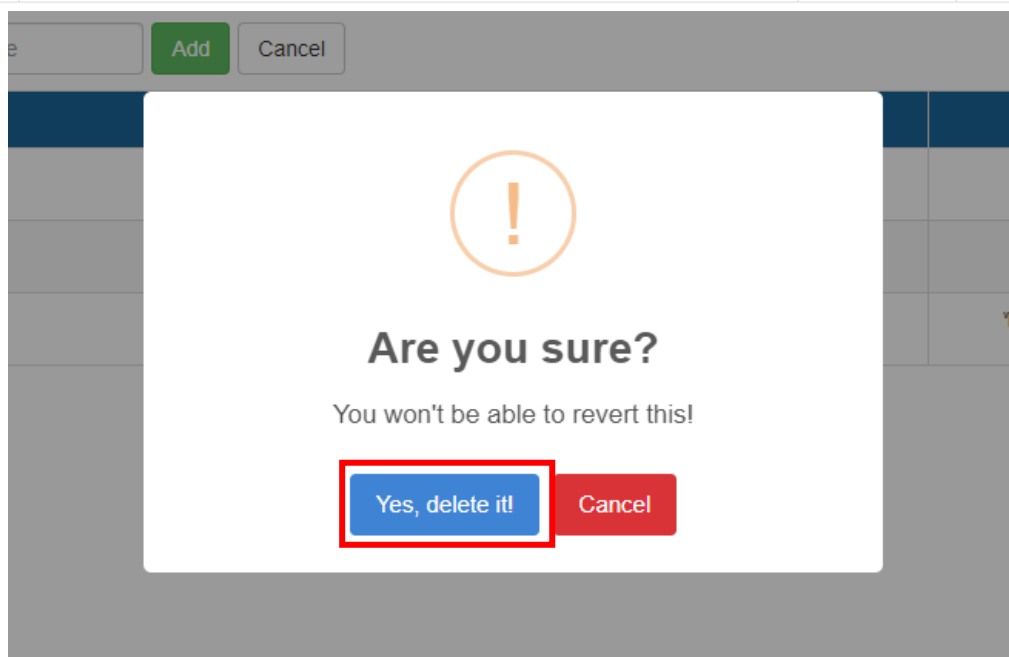 e
Add
Cancel
!
Are you sure?
You won't be able to revert this!
Yes, delete it!
Cancel